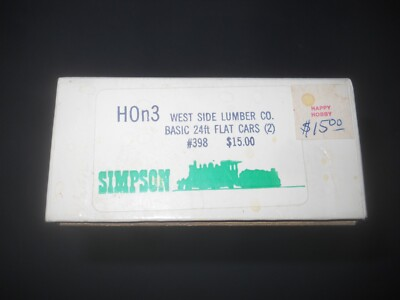 HOn3 WEST SIDE LUMBER CO.
BASIC 24ft FLAT CARS (2)
#398 $15.00
SIMPSON
HAPPY
HOBBY
$15.00